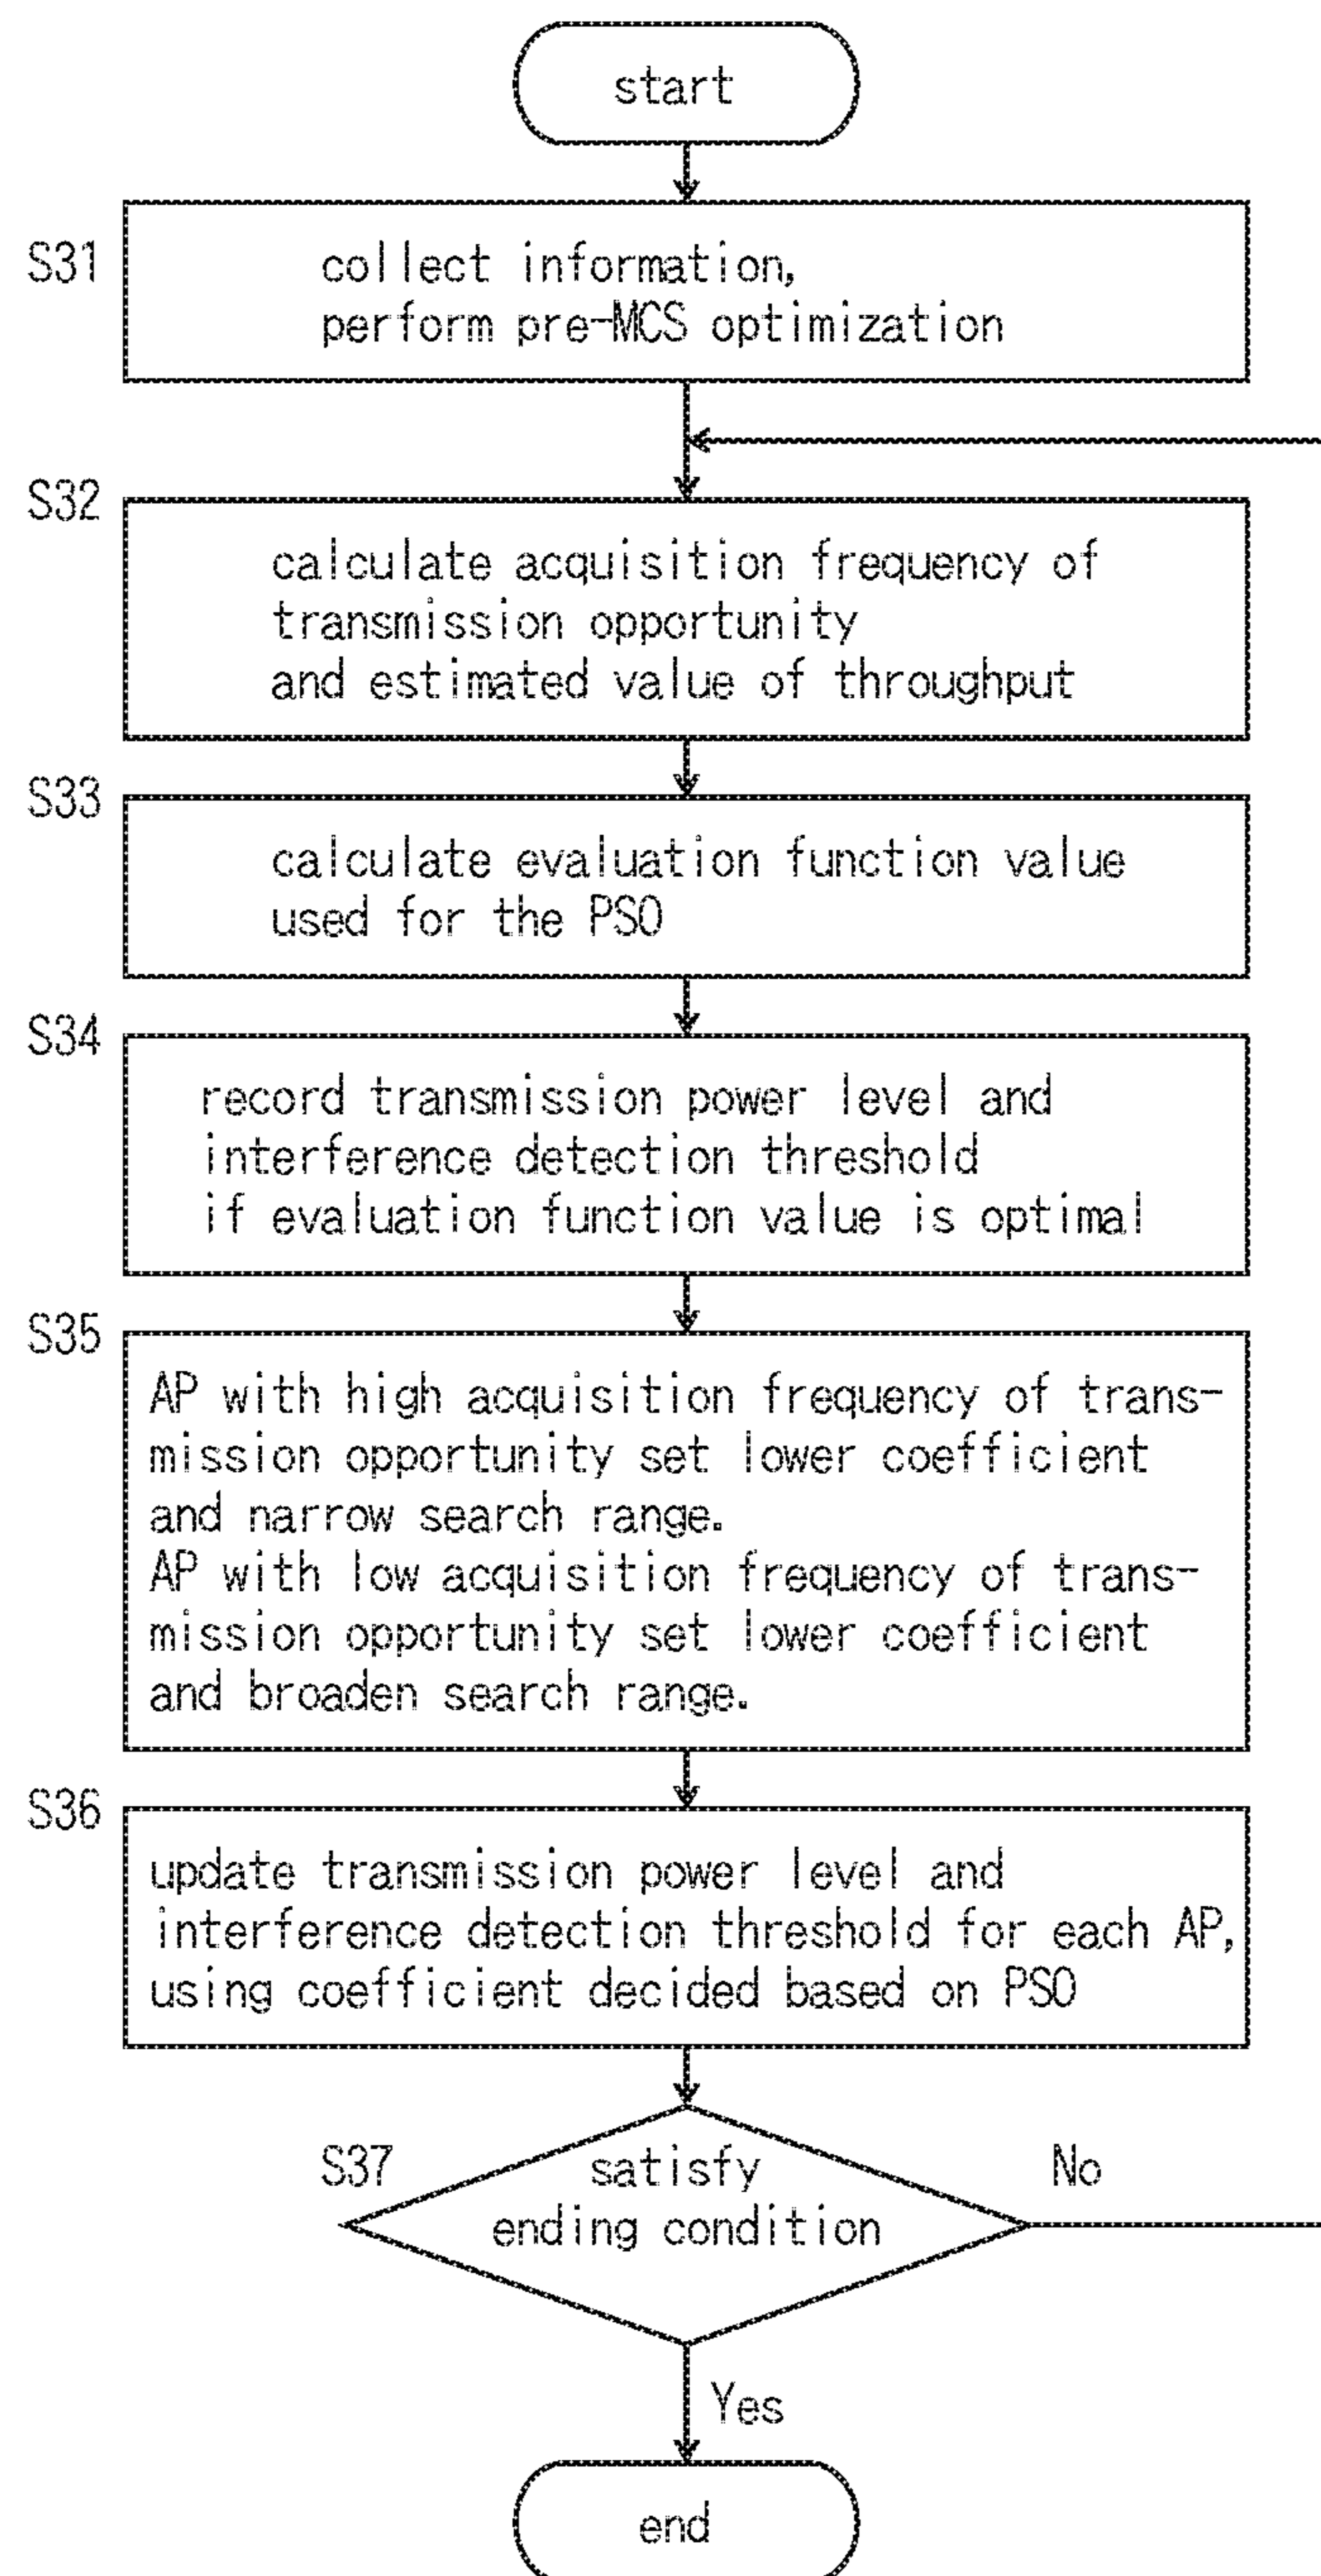 start
S31
collect information,
perform pre-MCS optimization
S32
calculate acquisition frequency of
transmission opportunity
and estimated value of throughput
S33
calculate evaluation function value
used for the PSO
S34
record transmission power level and
interference detection threshold
if evaluation function value is optimal
S35
AP with high acquisition frequency of trans-
mission opportunity set lower coefficient
and narrow search range.
AP with low acquisition frequency of trans-
mission opportunity set lower coefficient
and broaden search range.
S36
update transmission power level and
interference detection threshold for each AP,
using coefficient decided based on PSO
S37
satisfy
ending condition
No
Yes
end